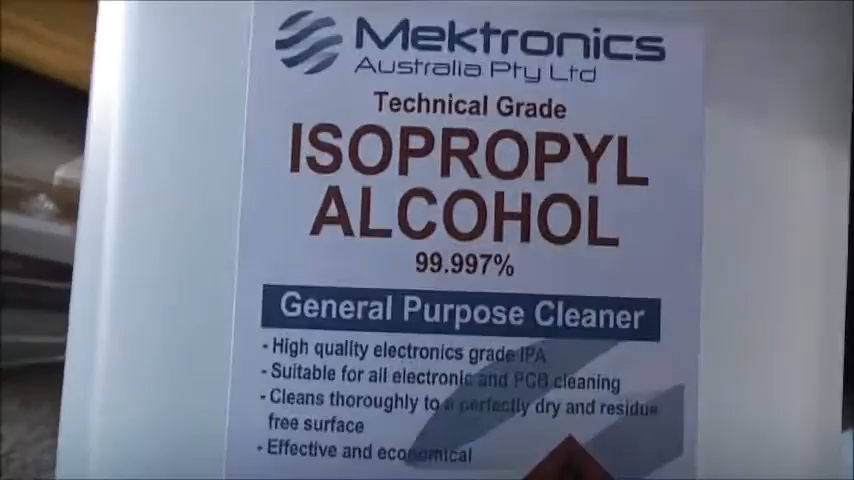 Mektronics
Australia Pty Ltd
Technical Grade
ISOPROPYL
ALCOHOL
99.997%
General Purpose Cleaner
- High quality electronics grade IPA
- Suitable for all electronic and PCB cleaning
- Cleans thoroughly to a perfectly dry and residue
free surface
- Effective and economical